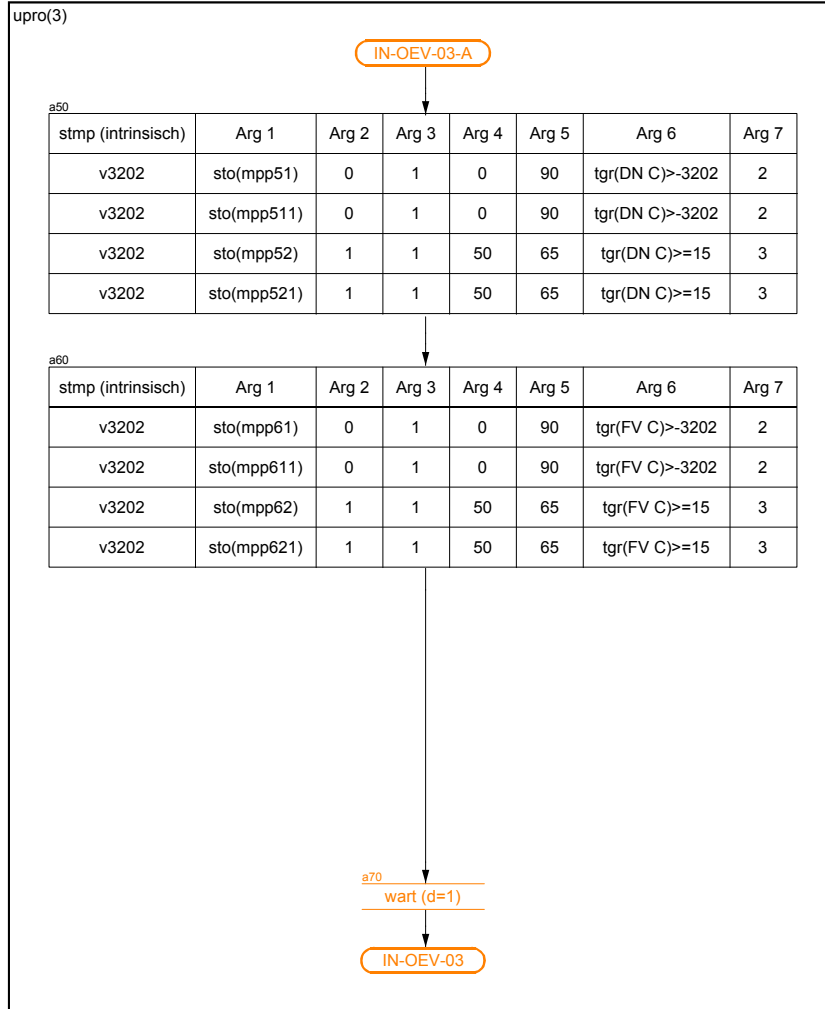 upro(3)
IN-OEV-03-A
a50
stmp (intrinsisch) Arg 1 Arg 2 Arg 3 Arg 4 Arg 5 Arg 6 Arg 7
v3202 sto(mpp51) 0 1 0 90 tgr(DN C)>-3202 2
v3202 sto(mpp511) 0 1 0 90 tgr(DN C)>-3202 2
v3202 sto(mpp52) 1 1 50 65 tgr(DN C)>=15 3
v3202 sto(mpp521) 1 1 50 65 tgr(DN C)>=15 3
a60
stmp (intrinsisch) Arg 1 Arg 2 Arg 3 Arg 4 Arg 5 Arg 6 Arg 7
v3202 sto(mpp61) 0 1 0 90 tgr(FV C)>-3202 2
v3202 sto(mpp611) 0 1 0 90 tgr(FV C)>-3202 2
v3202 sto(mpp62) 1 1 50 65 tgr(FV C)>=15 3
v3202 sto(mpp621) 1 1 50 65 tgr(FV C)>=15 3
a70
wart (d=1)
IN-OEV-03